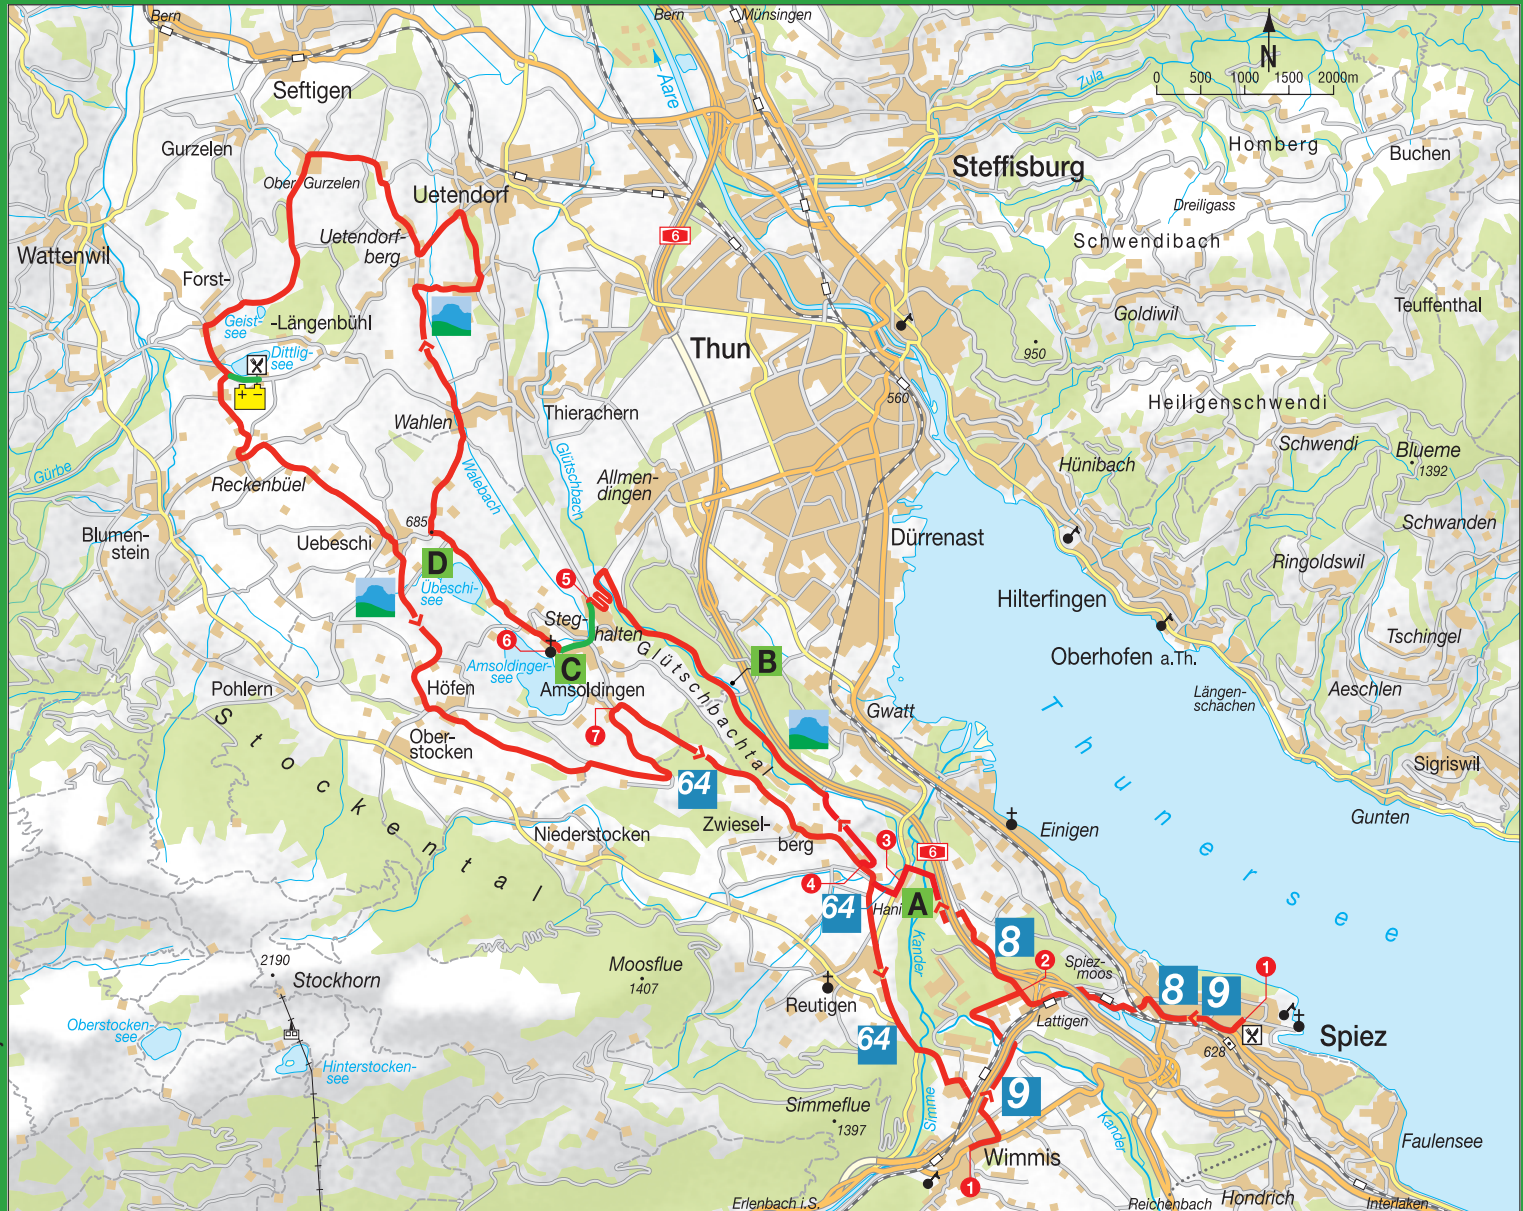 Bern
Bern
Münsingen
N
0 500 1000 1500 2000m
Aare
Zula
Seftigen
Gurzelen
Homberg
Buchen
Steffisburg
Ober Gurzelen
Uetendorf
Dreiligass
Uetendorf-
berg
6
Schwendibach
Wattenwil
Forst-
-Längenbühl
Geist-
see
Dittlig-
see
Goldiwil
Teuffenthal
Thun
950
560
+ -
Wahlen
Thierachern
Heiligenschwendi
Schwendi
Blueme
1392
Hünibach
Gürbe
Reckenbüel
Walebach
Glütschbach
Allmen-
dingen
685
Blumen-
stein
Uebeschi
Dürrenast
Schwanden
Ringoldswil
D
Übeschi-
see
5
Hilterfingen
Steg-
halten
6
Tschingel
Glütschbachtal
B
Oberhofen a.Th.
Amsoldinger-
see
C
Amsoldingen
Pohlern
Höfen
Längen-
schachen
Aeschlen
Gwatt
Thunersee
Stockental
7
Ober-
stocken
64
Sigriswil
Gunten
Zwiesel-
berg
Niederstocken
Einigen
3
6
4
64
Hani
A
8
Kander
2
Spiez-
moos
1
Moosflue
1407
2190
Stockhorn
Reutigen
8
9
Lattigen
Spiez
628
Oberstocken-
see
Hinterstocken-
see
64
9
Simme
Simmeflue
1397
Kander
Wimmis
1
Faulensee
Erlenbach i.S.
Reichenbach
Hondrich
Interlaken